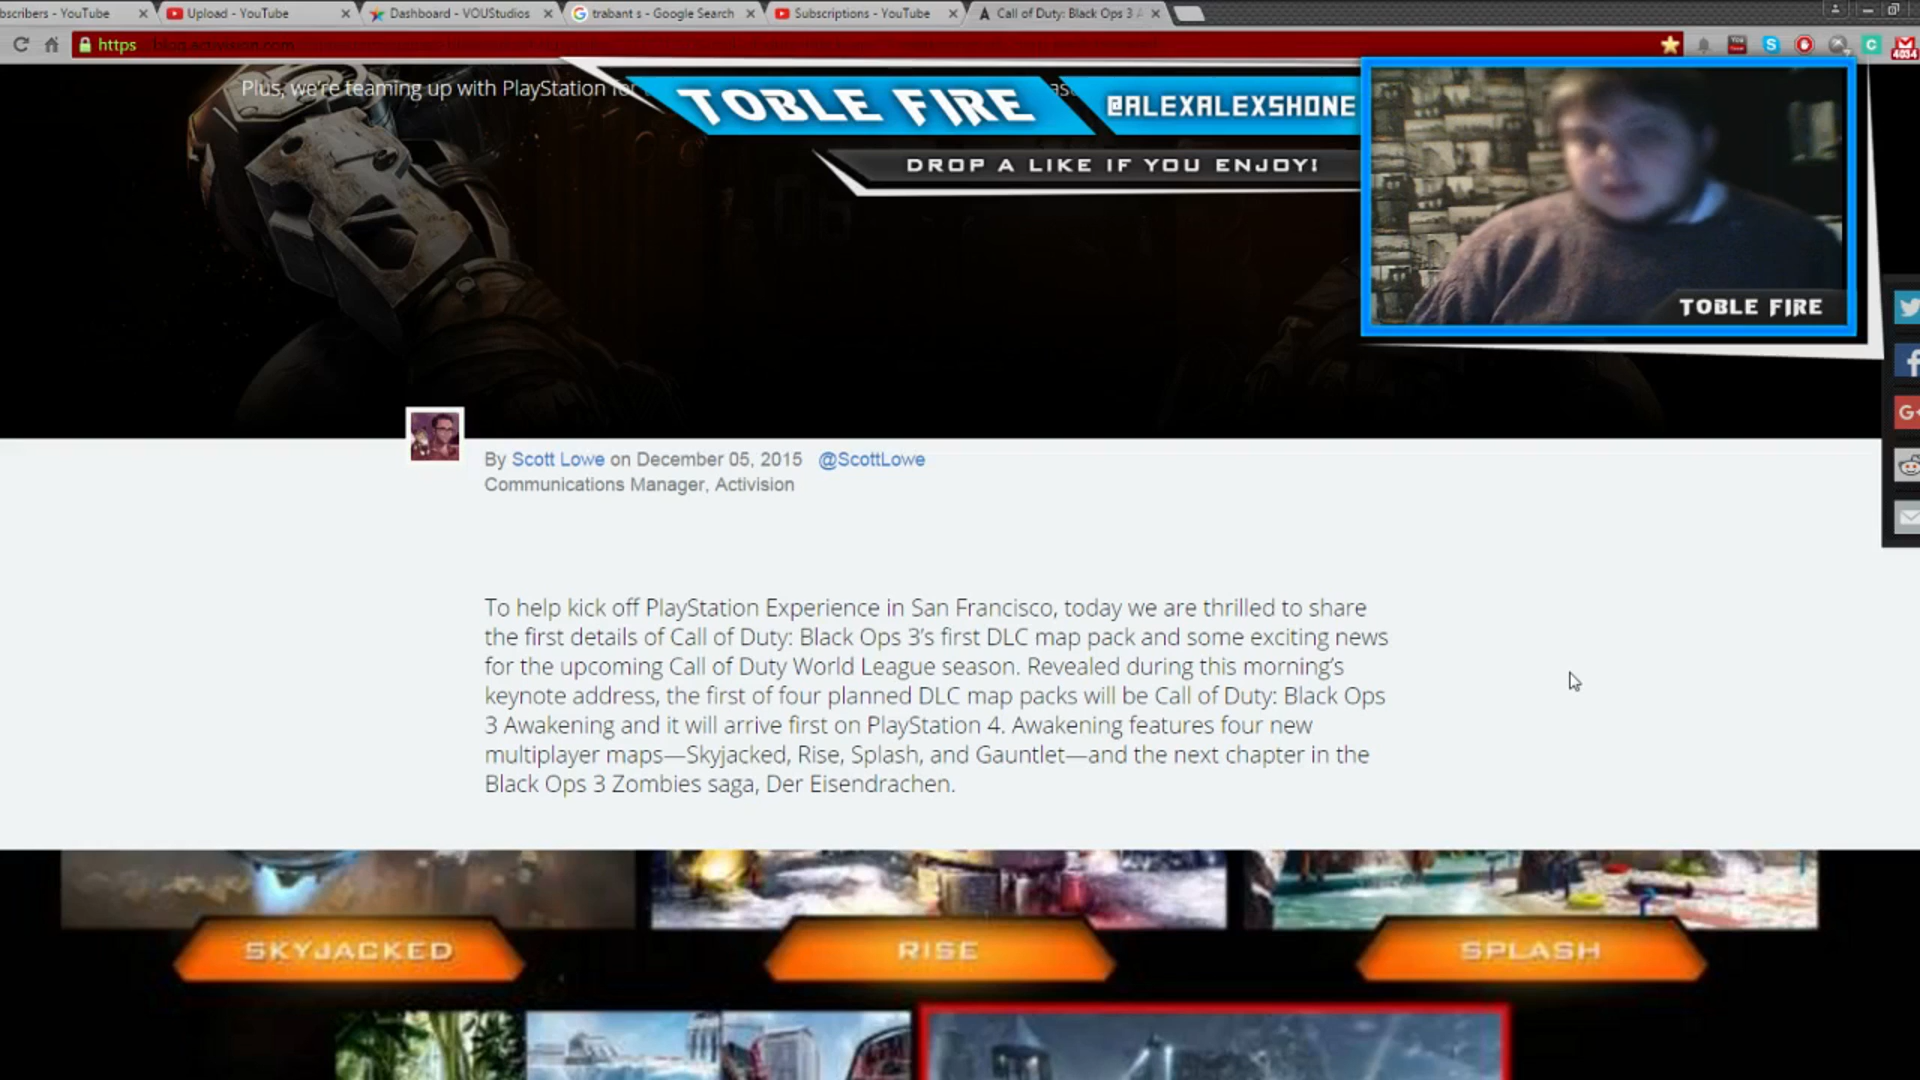 bscribers - YouTube
Upload - YouTube
Dashboard - VOUStudios
trabant s - Google Search
Subscriptions - YouTube
Call of Duty: Black Ops 3
https://blog.activision.com
4034
Plus, we're teaming up with PlayStation for
TOBLE FIRE
@ALEXALEXSHONE
DROP A LIKE IF YOU ENJOY!
TOBLE FIRE
By Scott Lowe on December 05, 2015 @ScottLowe
Communications Manager, Activision
To help kick off PlayStation Experience in San Francisco, today we are thrilled to share
the first details of Call of Duty: Black Ops 3's first DLC map pack and some exciting news
for the upcoming Call of Duty World League season. Revealed during this morning's
keynote address, the first of four planned DLC map packs will be Call of Duty: Black Ops
3 Awakening and it will arrive first on PlayStation 4. Awakening features four new
multiplayer maps—Skyjacked, Rise, Splash, and Gauntlet—and the next chapter in the
Black Ops 3 Zombies saga, Der Eisendrachen.
SKYJACKED
RISE
SPLASH